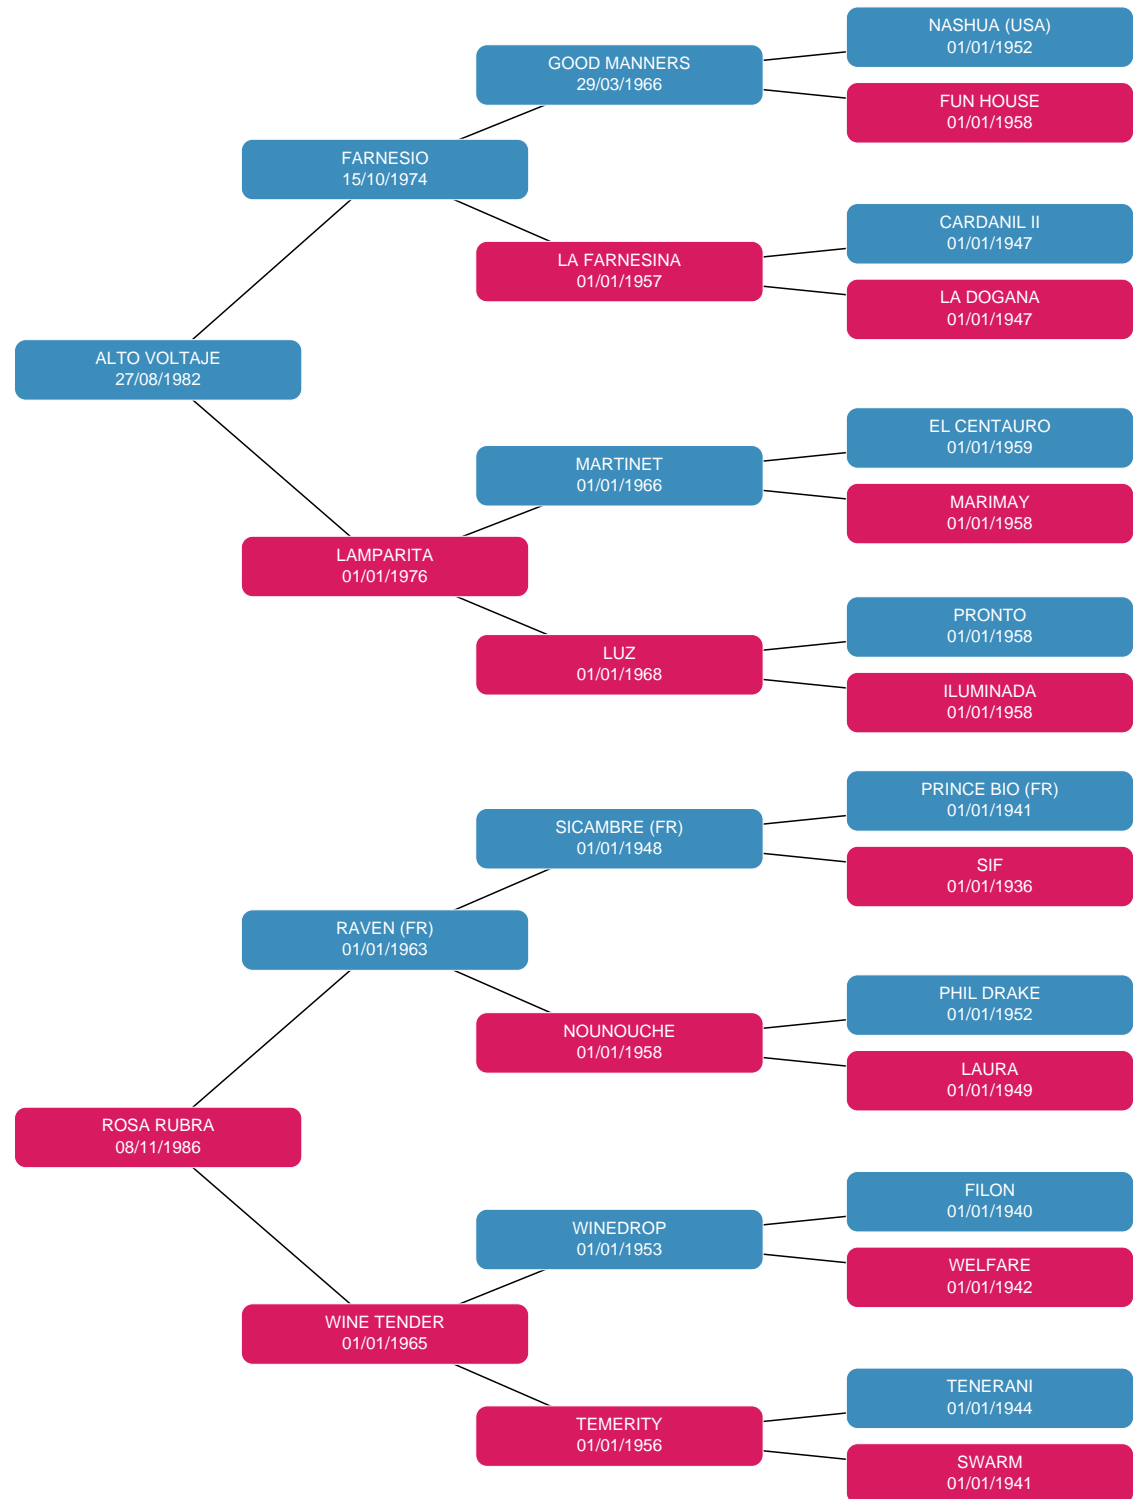 NASHUA (USA)
01/01/1952
GOOD MANNERS
29/03/1966
FUN HOUSE
01/01/1958
FARNESIO
15/10/1974
CARDANIL II
01/01/1947
LA FARNESINA
01/01/1957
LA DOGANA
01/01/1947
ALTO VOLTAJE
27/08/1982
EL CENTAURO
01/01/1959
MARTINET
01/01/1966
MARIMAY
01/01/1958
LAMPARITA
01/01/1976
PRONTO
01/01/1958
LUZ
01/01/1968
ILUMINADA
01/01/1958
PRINCE BIO (FR)
01/01/1941
SICAMBRE (FR)
01/01/1948
SIF
01/01/1936
RAVEN (FR)
01/01/1963
PHIL DRAKE
01/01/1952
NOUNOUCHE
01/01/1958
LAURA
01/01/1949
ROSA RUBRA
08/11/1986
FILON
01/01/1940
WINEDROP
01/01/1953
WELFARE
01/01/1942
WINE TENDER
01/01/1965
TENERANI
01/01/1944
TEMERITY
01/01/1956
SWARM
01/01/1941